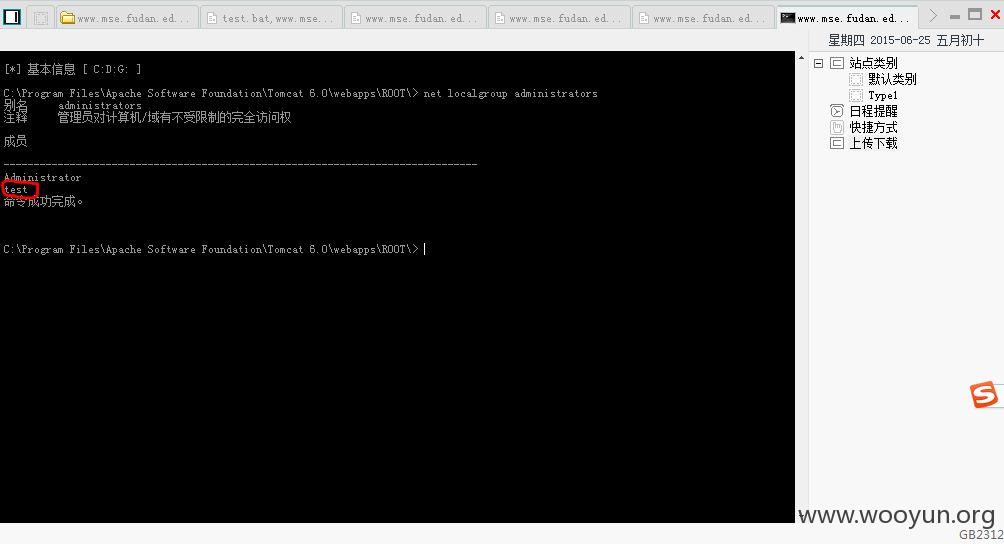 www.mse.fudan.ed...
test.bat,www.mse...
www.mse.fudan.ed...
www.mse.fudan.ed...
www.mse.fudan.ed...
www.mse.fudan.ed...
星期四 2015-06-25 五月初十
[*] 基本信息 [ C:D:G: ]
C:\Program Files\Apache Software Foundation\Tomcat 6.0\webapps\ROOT\> net localgroup administrators
别名 administrators
注释 管理员对计算机/域有不受限制的完全访问权
成员
-------------------------------------------------------------------------------
Administrator
test
命令成功完成。
C:\Program Files\Apache Software Foundation\Tomcat 6.0\webapps\ROOT\>
站点类别
默认类别
Type1
日程提醒
快捷方式
上传下载
S
www.wooyun.org
GB2312